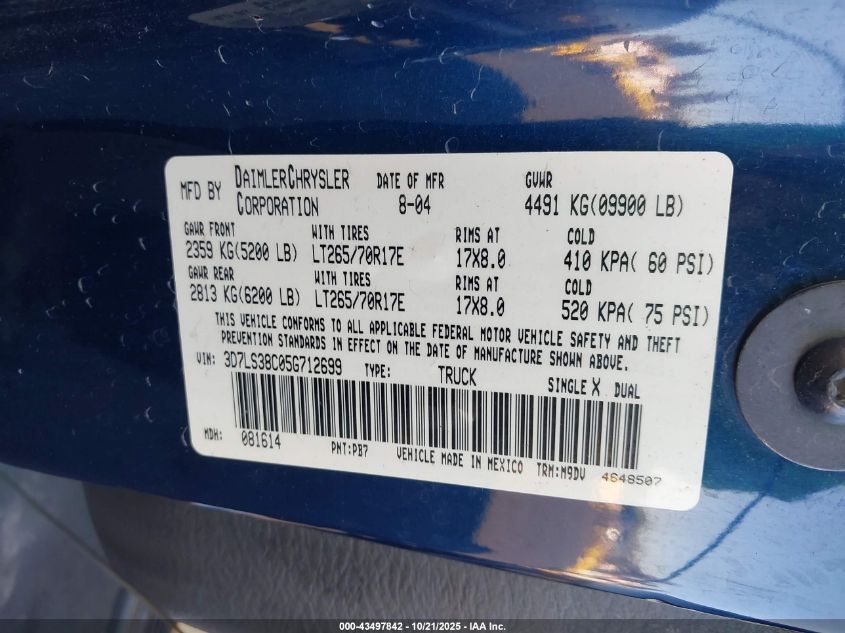 MFD BY DAIMLERCHRYSLER CORPORATION DATE OF MFR 8-04 GVWR 4491 KG(09900 LB)
GAWR FRONT WITH TIRES RIMS AT COLD
2359 KG(5200 LB) LT265/70R17E 17X8.0 410 KPA( 60 PSI)
GAWR REAR WITH TIRES RIMS AT COLD
2813 KG(6200 LB) LT265/70R17E 17X8.0 520 KPA( 75 PSI)
THIS VEHICLE CONFORMS TO ALL APPLICABLE FEDERAL MOTOR VEHICLE SAFETY AND THEFT
PREVENTION STANDARDS IN EFFECT ON THE DATE OF MANUFACTURE SHOWN ABOVE.
VIN: 3D7LS38C05G712699 TYPE: TRUCK SINGLE X DUAL
MDH: 081614 PNT:PB7 VEHICLE MADE IN MEXICO TRM:M9DV 4648507
000-43497842 | 10/21/2025 - IAA Inc.